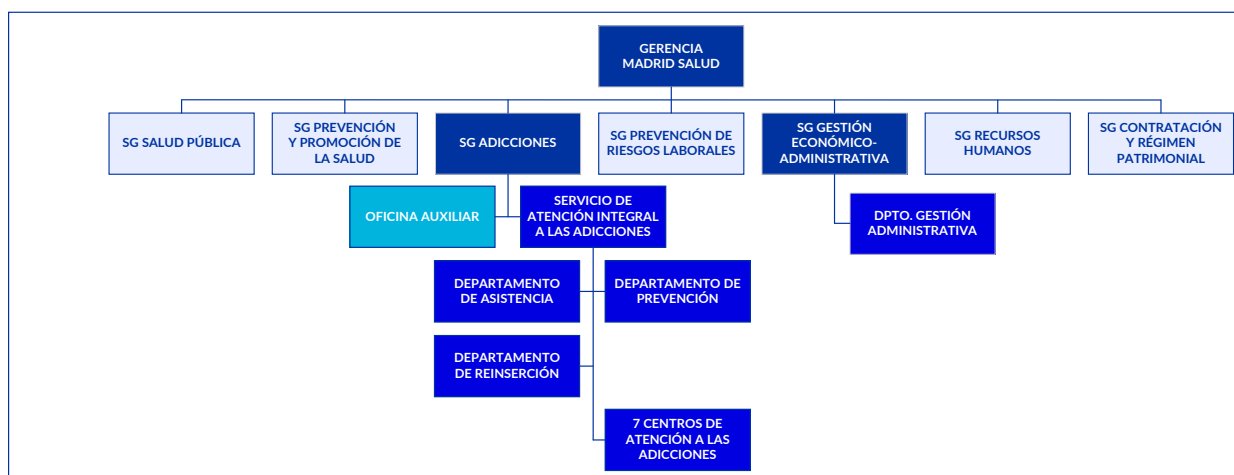 GERENCIA
MADRID SALUD
SG SALUD PÚBLICA
SG PREVENCIÓN
Y PROMOCIÓN DE
LA SALUD
SG ADICCIONES
SG PREVENCIÓN DE
RIESGOS LABORALES
SG GESTIÓN
ECONÓMICO-
ADMINISTRATIVA
SG RECURSOS
HUMANOS
SG CONTRATACIÓN
Y RÉGIMEN
PATRIMONIAL
OFICINA AUXILIAR
SERVICIO DE
ATENCIÓN INTEGRAL
A LAS ADICCIONES
DPTO. GESTIÓN
ADMINISTRATIVA
DEPARTAMENTO
DE ASISTENCIA
DEPARTAMENTO DE
PREVENCIÓN
DEPARTAMENTO
DE REINSERCIÓN
7 CENTROS DE
ATENCIÓN A LAS
ADICCIONES